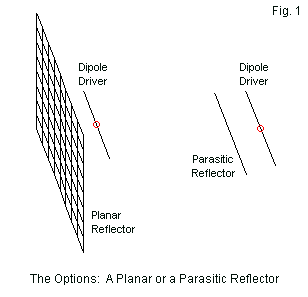 Fig. 1
Dipole
Driver
Dipole
Driver
Parasitic
Reflector
Planar
Reflector
The Options: A Planar or a Parasitic Reflector